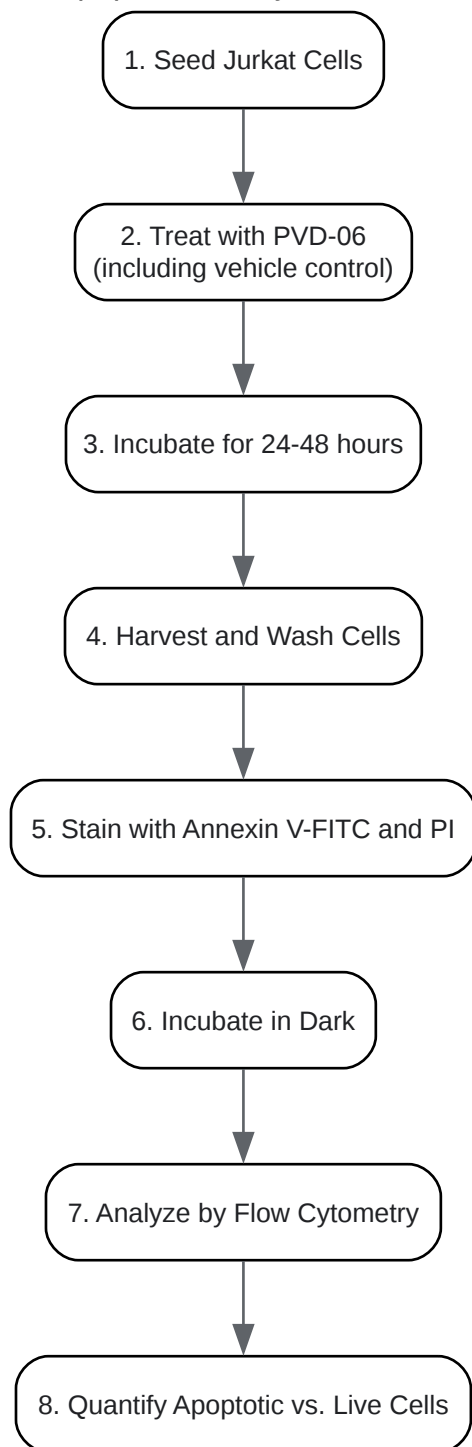 1. Seed Jurkat Cells
2. Treat with PVD-06
(including vehicle control)
3. Incubate for 24-48 hours
4. Harvest and Wash Cells
5. Stain with Annexin V-FITC and PI
6. Incubate in Dark
7. Analyze by Flow Cytometry
8. Quantify Apoptotic vs. Live Cells